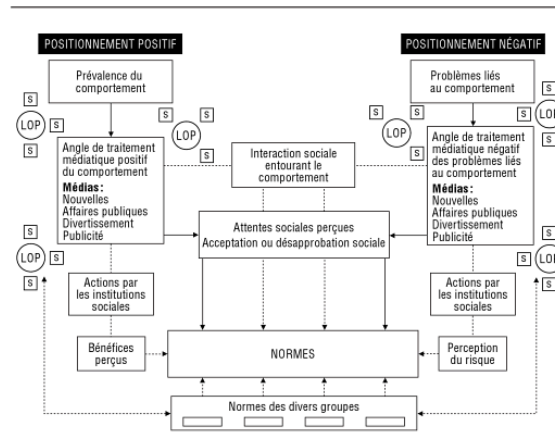 POSITIONNEMENT POSITIF
POSITIONNEMENT NÉGATIF
Prévalence du
comportement
Problèmes liés
au comportement
S
S
S
S
S
LOP
S
S
LOP
S
S
LOP
S
S
LOP
S
S
Angle de traitement
médiatique positif
du comportement
Médias :
Nouvelles
Affaires publiques
Divertissement
Publicité
Interaction sociale
entourant le
comportement
Angle de traitement
médiatique négatif
des problèmes liés
au comportement
Médias :
Nouvelles
Affaires publiques
Divertissement
Publicité
Attentes sociales perçues
Acceptation ou désapprobation sociale
S
LOP
S
S
S
LOP
S
S
Actions par
les institutions
sociales
Actions par
les institutions
sociales
Bénéfices
perçus
NORMES
Perception
du risque
Normes des divers groupes